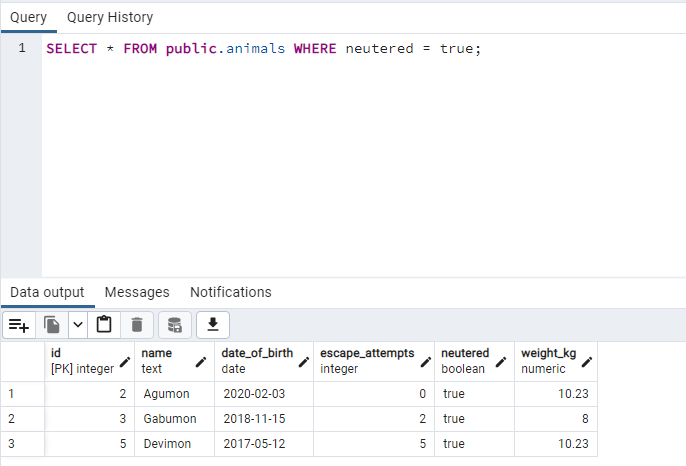 Query Query History
1 SELECT * FROM public.animals WHERE neutered = true;
Data output Messages Notifications
id name date_of_birth escape_attempts neutered weight_kg
[PK] integer text date integer boolean numeric
1 2 Agumon 2020-02-03 0 true 10.23
2 3 Gabumon 2018-11-15 2 true 8
3 5 Devimon 2017-05-12 5 true 10.23